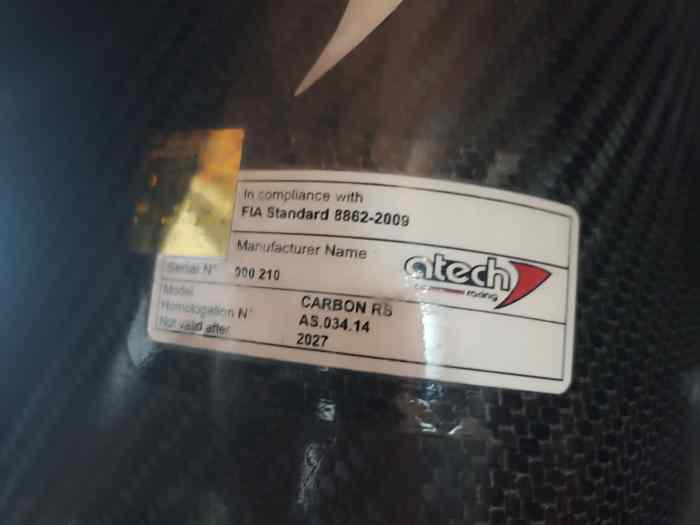 In compliance with
FIA Standard 8862-2009
Manufacturer Name
atech
racing
Serial N° 000 210
Model CARBON RS
Homologation N° AS.034.14
Not valid after 2027